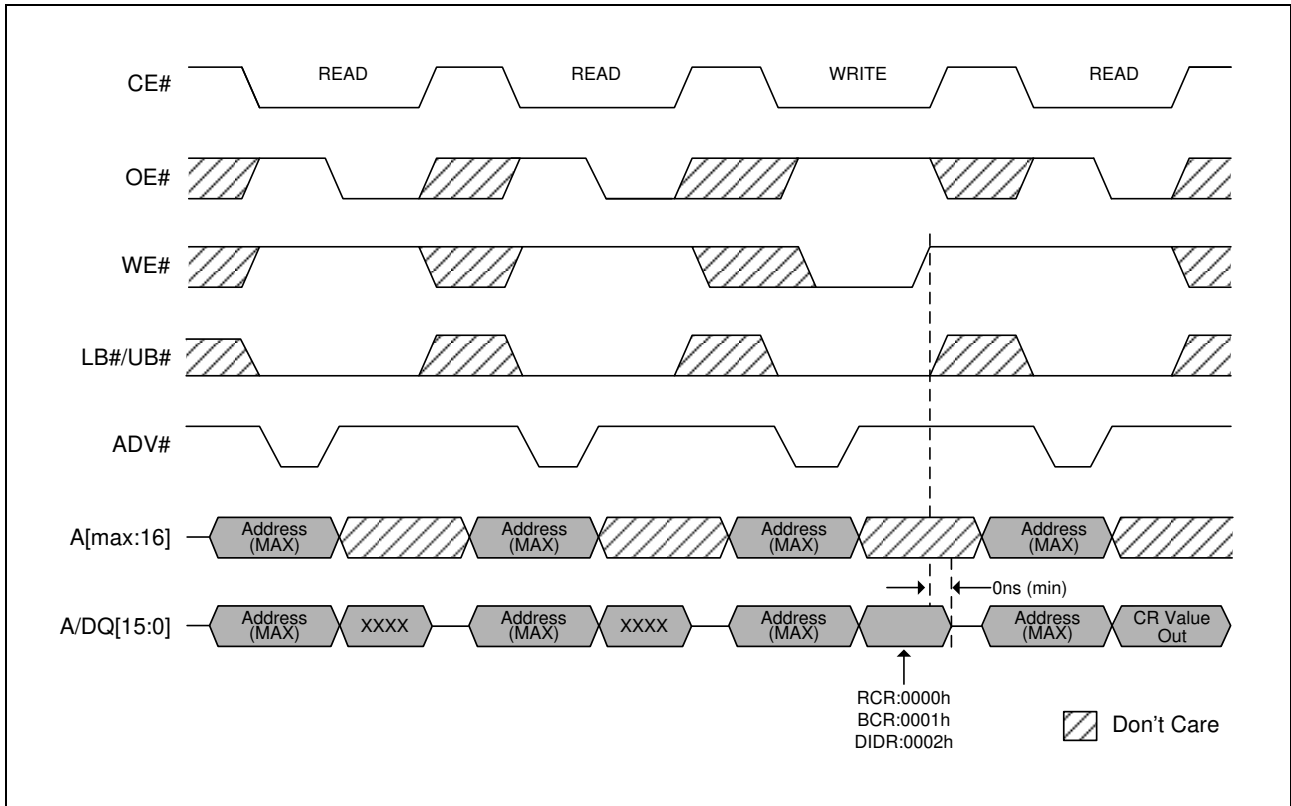 CE#
READ
READ
WRITE
READ
OE#
WE#
LB#/UB#
ADV#
A[max:16]
Address
(MAX)
Address
(MAX)
Address
(MAX)
Address
(MAX)
0ns (min)
A/DQ[15:0]
Address
(MAX)
XXXX
Address
(MAX)
XXXX
Address
(MAX)
Address
(MAX)
CR Value
Out
RCR:0000h
BCR:0001h
DIDR:0002h
Don't Care